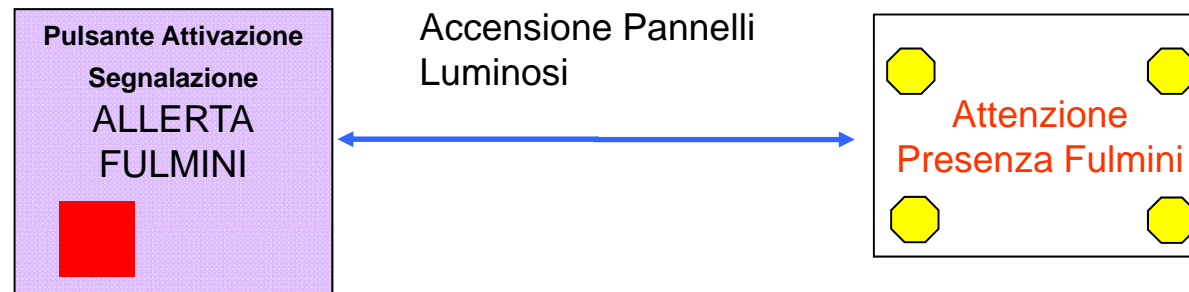 Pulsante Attivazione
Segnalazione
ALLERTA
FULMINI
Accensione Pannelli
Luminosi
Attenzione
Presenza Fulmini